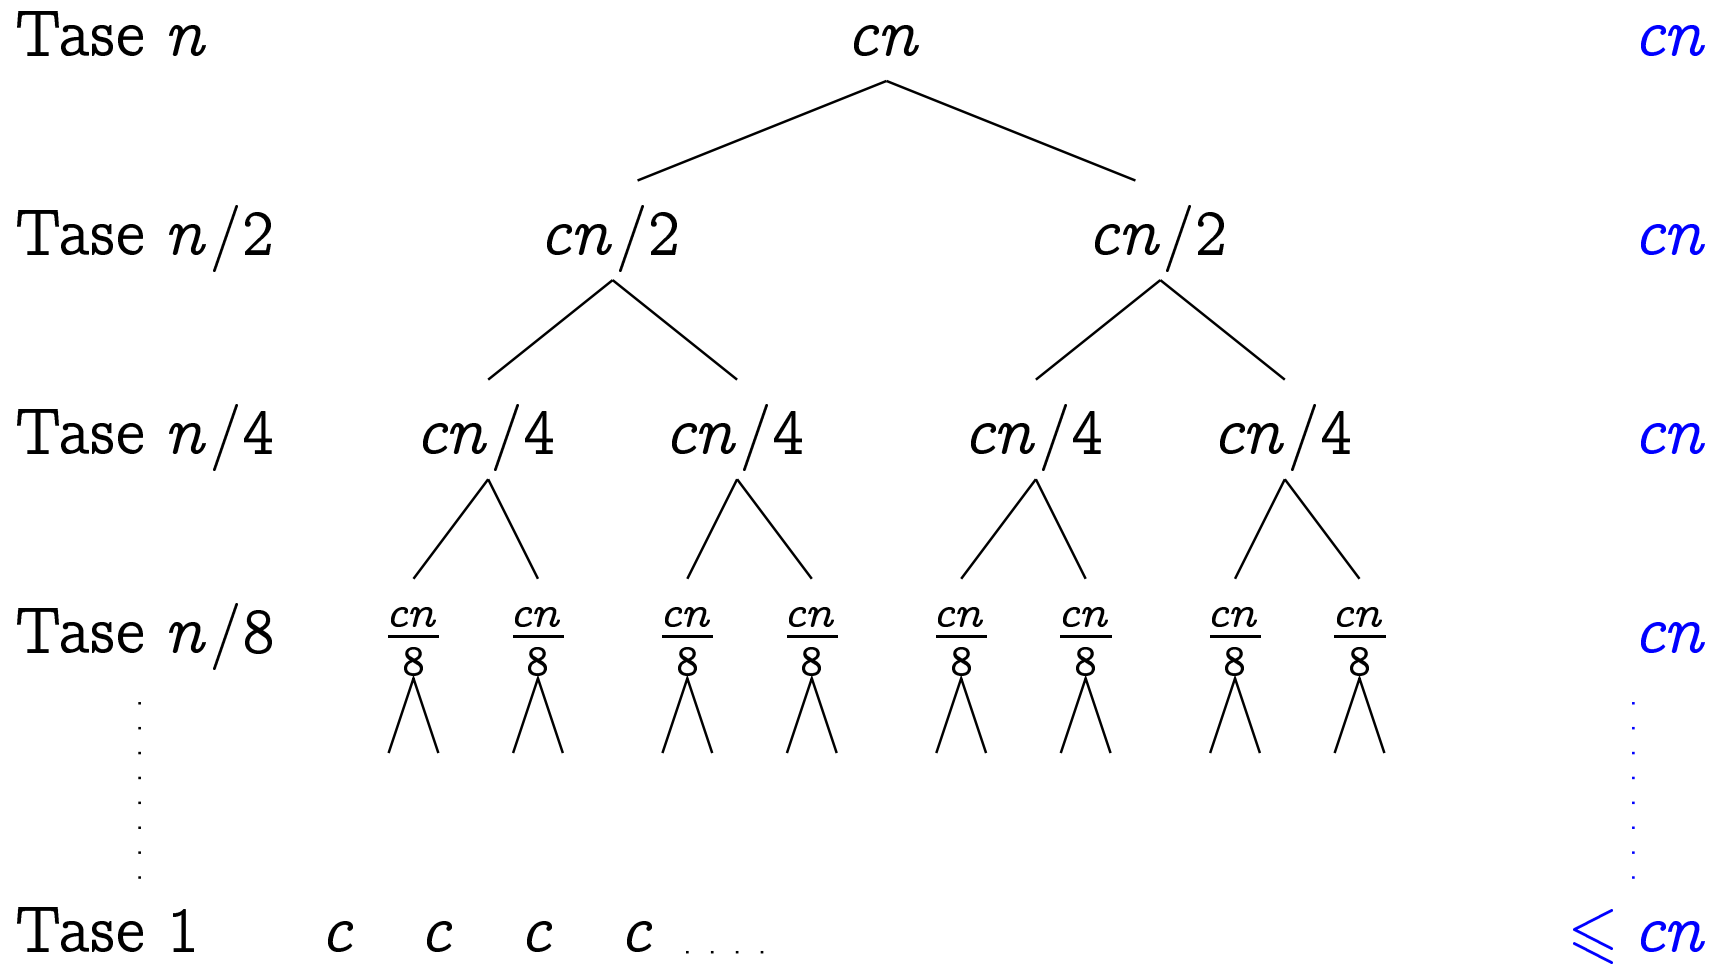 Tase n cn cn
Tase n/2 cn/2 cn/2 cn
Tase n/4 cn/4 cn/4 cn/4 cn/4 cn
Tase n/8 cn/8 cn/8 cn/8 cn/8 cn/8 cn/8 cn/8 cn/8 cn
Tase 1 c c c c . . . . ⩽ cn